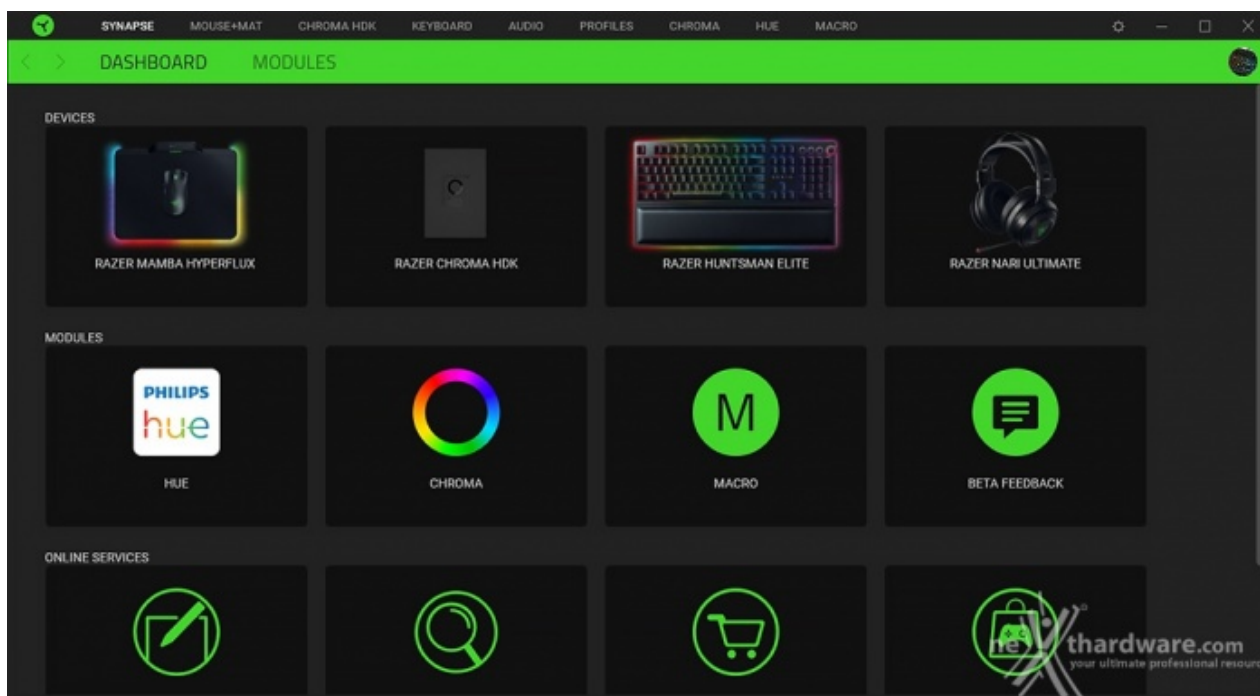 SYNAPSE MOUSE+MAT CHROMA HDK KEYBOARD AUDIO PROFILES CHROMA HUE MACRO
DASHBOARD MODULES
DEVICES
RAZER MAMBA HYPERFLUX RAZER CHROMA HDK RAZER HUNTSMAN ELITE RAZER NARI ULTIMATE
MODULES
PHILIPS
hue
M
HUE CHROMA MACRO BETA FEEDBACK
ONLINE SERVICES
nexthardware.com
your ultimate professional resour